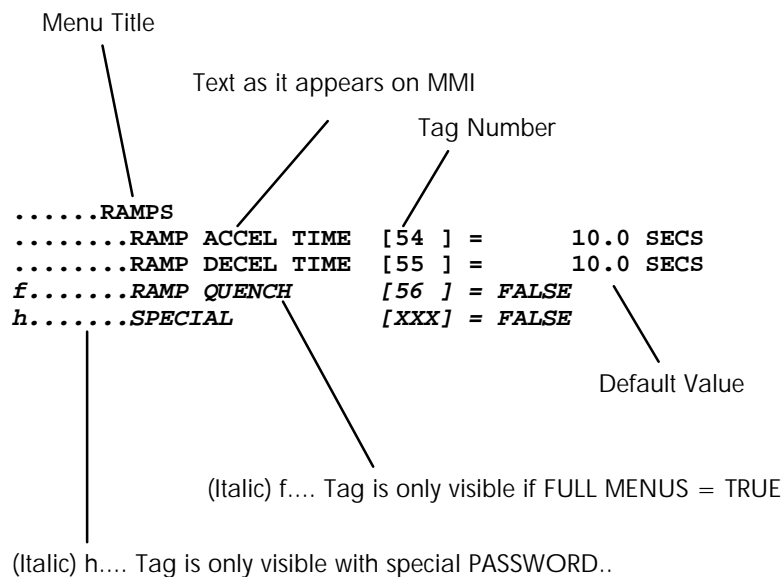 Menu Title
Text as it appears on MMI
Tag Number
......RAMPS
........RAMP ACCEL TIME [54 ] = 10.0 SECS
........RAMP DECEL TIME [55 ] = 10.0 SECS
f.......RAMP QUENCH [56 ] = FALSE
h.......SPECIAL [XXX] = FALSE
Default Value
(Italic) f.... Tag is only visible if FULL MENUS = TRUE
(Italic) h.... Tag is only visible with special PASSWORD..